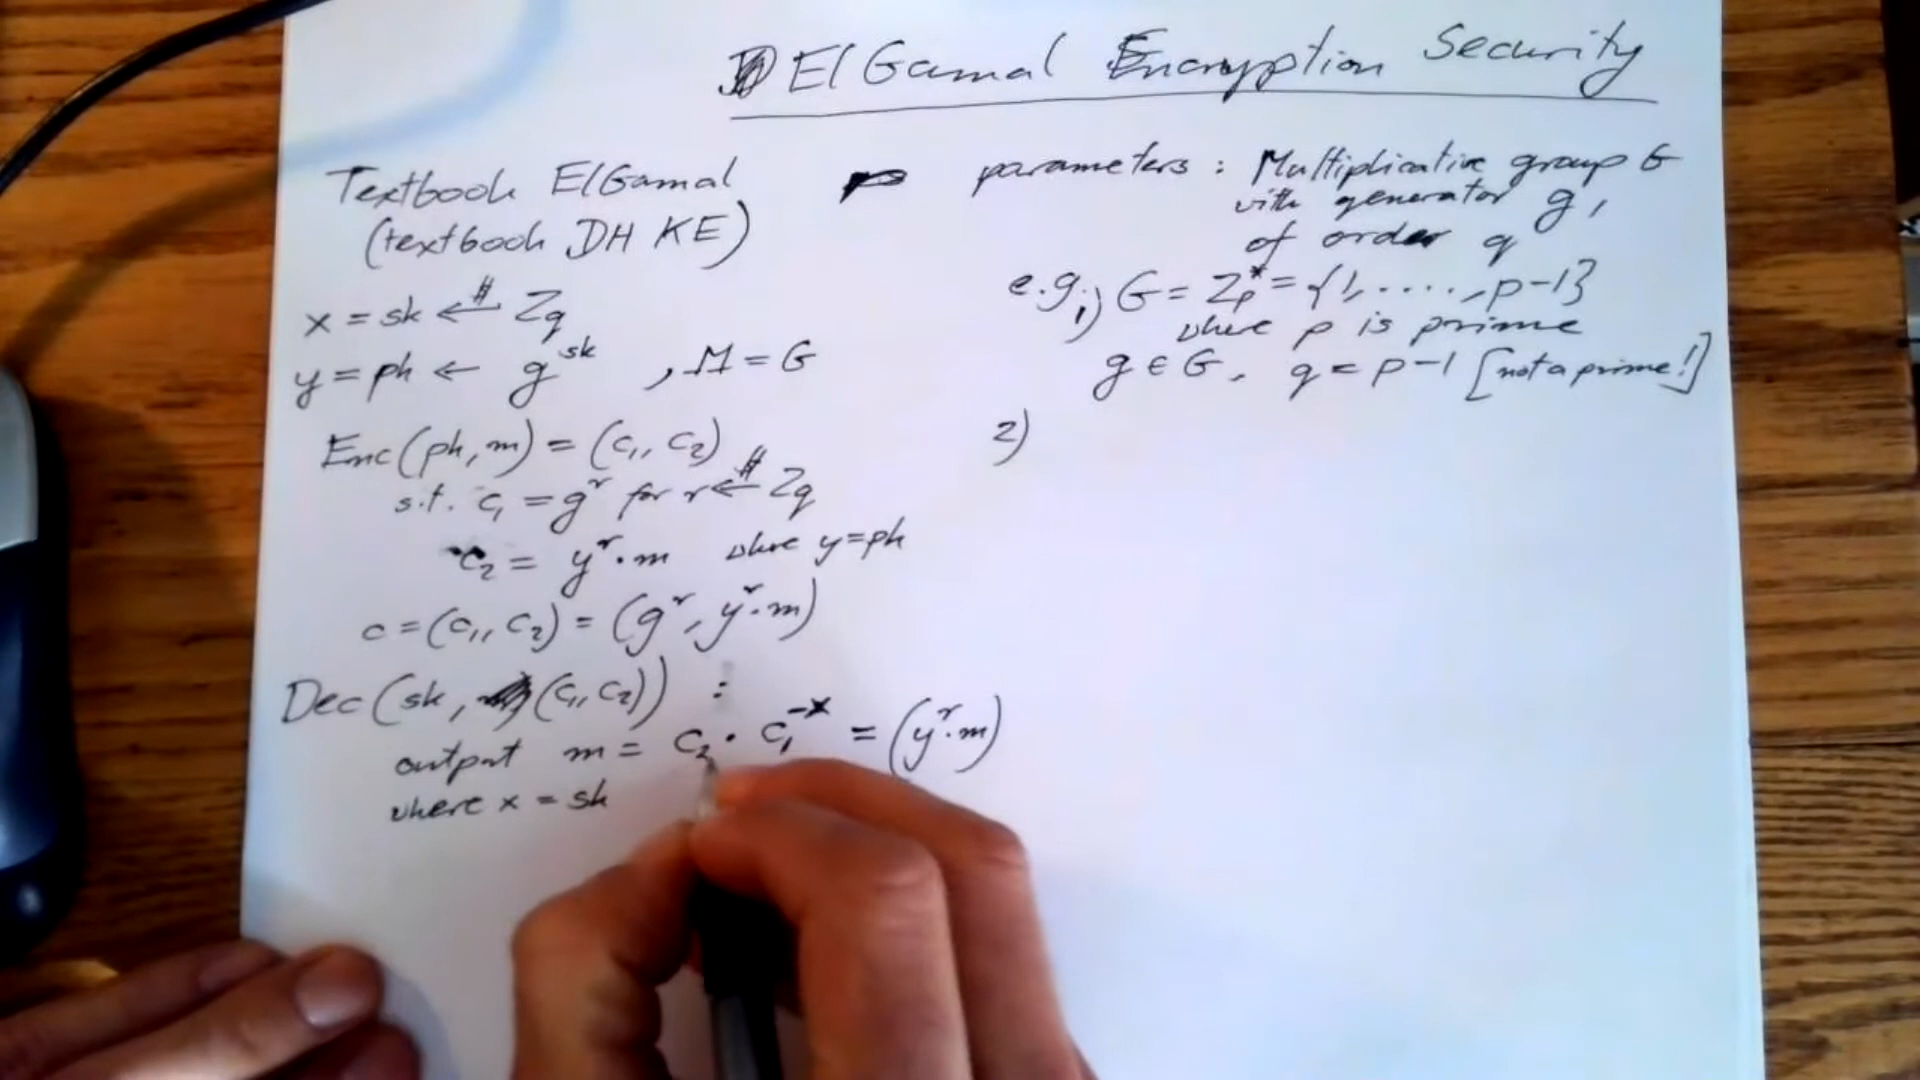 ElGamal Encryption Security
Textbook ElGamal
(textbook DH KE)
x = sk ←$ Zq
y = pk ← g^sk , M = G
Enc(pk, m) = (c₁, c₂)
s.t. c₁ = g^r for r ←$ Zq
c₂ = y^r · m where y=pk
c = (c₁, c₂) = (g^r, y^r · m)
Dec(sk, (c₁, c₂)) :
output m = c₂ · c₁^-x = (y^r · m)
where x = sk
parameters : Multiplicative group G
with generator g,
of order q
e.g., 1) G = Zp* = {1, ...., p-1}
where p is prime
g ∈ G, q = p-1 [not a prime!]
2)